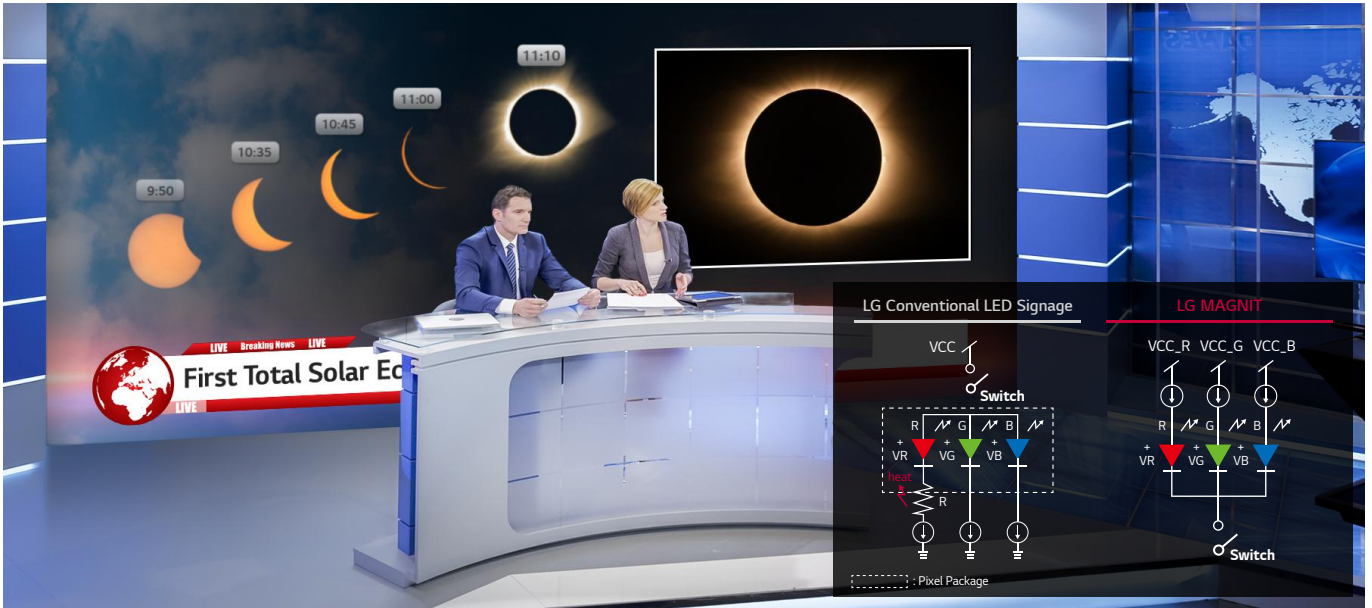 11:10
11:00
10:45
10:35
9:50
LIVE Breaking News LIVE
First Total Solar Ec
LIVE
LG Conventional LED Signage
VCC
Switch
R G B
+ VR + VG + VB
heat
R
: Pixel Package
LG MAGNIT
VCC_R VCC_G VCC_B
R G B
+ VR + VG + VB
Switch